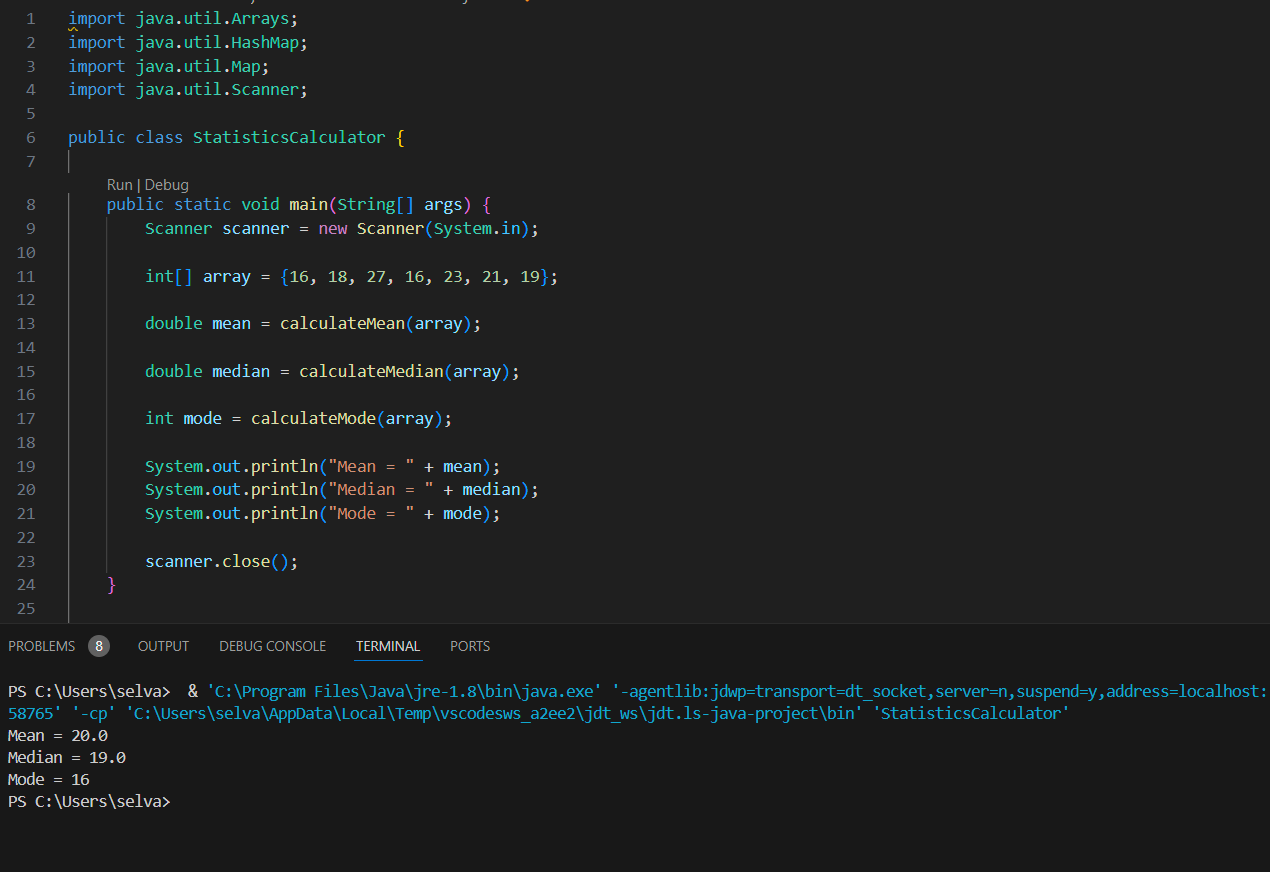 1 import java.util.Arrays;
2 import java.util.HashMap;
3 import java.util.Map;
4 import java.util.Scanner;
5
6 public class StatisticsCalculator {
7
Run | Debug
8 public static void main(String[] args) {
9 Scanner scanner = new Scanner(System.in);
10
11 int[] array = {16, 18, 27, 16, 23, 21, 19};
12
13 double mean = calculateMean(array);
14
15 double median = calculateMedian(array);
16
17 int mode = calculateMode(array);
18
19 System.out.println("Mean = " + mean);
20 System.out.println("Median = " + median);
21 System.out.println("Mode = " + mode);
22
23 scanner.close();
24 }
25
PROBLEMS 8 OUTPUT DEBUG CONSOLE TERMINAL PORTS
PS C:\Users\selva>  & 'C:\Program Files\Java\jre-1.8\bin\java.exe' '-agentlib:jdwp=transport=dt_socket,server=n,suspend=y,address=localhost:
58765' '-cp' 'C:\Users\selva\AppData\Local\Temp\vscodesws_a2ee2\jdt_ws\jdt.ls-java-project\bin' 'StatisticsCalculator'
Mean = 20.0
Median = 19.0
Mode = 16
PS C:\Users\selva>